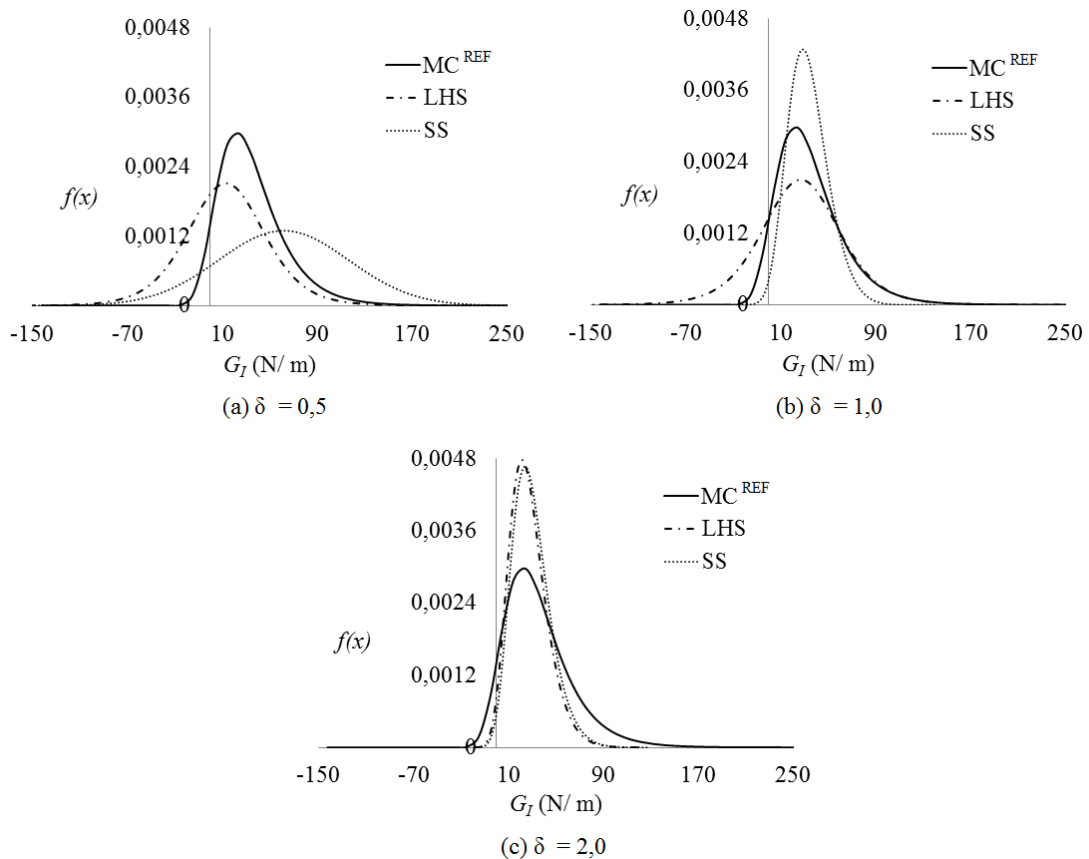 0,0048
0,0036
0,0024
0,0012
0
f(x)
MC REF
LHS
SS
-150 -70 10 90 170 250
G_I (N/ m)
(a) δ = 0,5
0,0048
0,0036
0,0024
0,0012
0
f(x)
MC REF
LHS
SS
-150 -70 10 90 170 250
G_I (N/ m)
(b) δ = 1,0
0,0048
0,0036
0,0024
0,0012
0
f(x)
MC REF
LHS
SS
-150 -70 10 90 170 250
G_I (N/ m)
(c) δ = 2,0